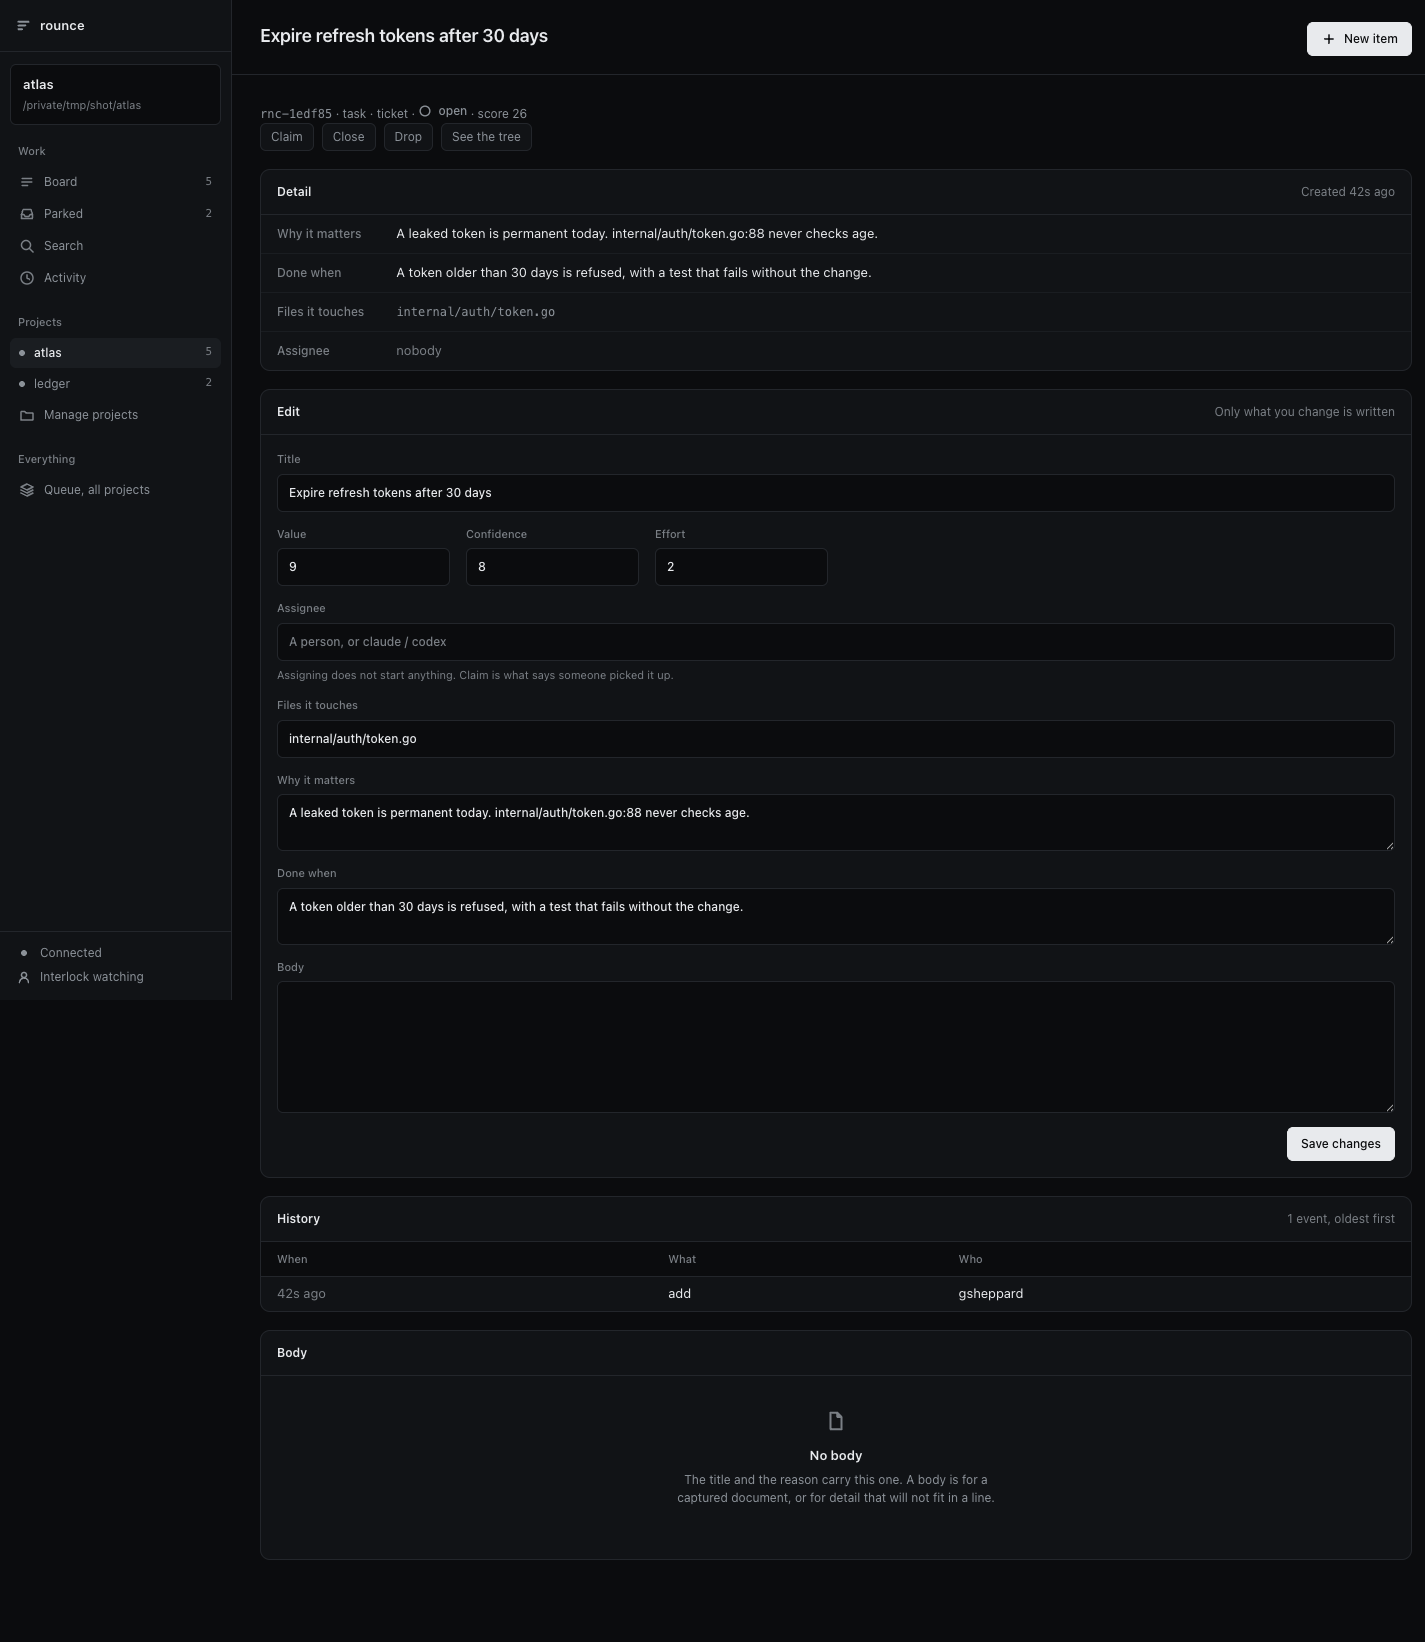 rounce
atlas
/private/tmp/shot/atlas
Work
Board 5
Parked 2
Search
Activity
Projects
atlas 5
ledger 2
Manage projects
Everything
Queue, all projects
Connected
Interlock watching
Expire refresh tokens after 30 days
New item
rnc-1edf85 · task · ticket · open · score 26
Claim Close Drop See the tree
Detail Created 42s ago
Why it matters A leaked token is permanent today. internal/auth/token.go:88 never checks age.
Done when A token older than 30 days is refused, with a test that fails without the change.
Files it touches internal/auth/token.go
Assignee nobody
Edit Only what you change is written
Title
Expire refresh tokens after 30 days
Value Confidence Effort
9 8 2
Assignee
A person, or claude / codex
Assigning does not start anything. Claim is what says someone picked it up.
Files it touches
internal/auth/token.go
Why it matters
A leaked token is permanent today. internal/auth/token.go:88 never checks age.
Done when
A token older than 30 days is refused, with a test that fails without the change.
Body
Save changes
History 1 event, oldest first
When What Who
42s ago add gsheppard
Body
No body
The title and the reason carry this one. A body is for a
captured document, or for detail that will not fit in a line.